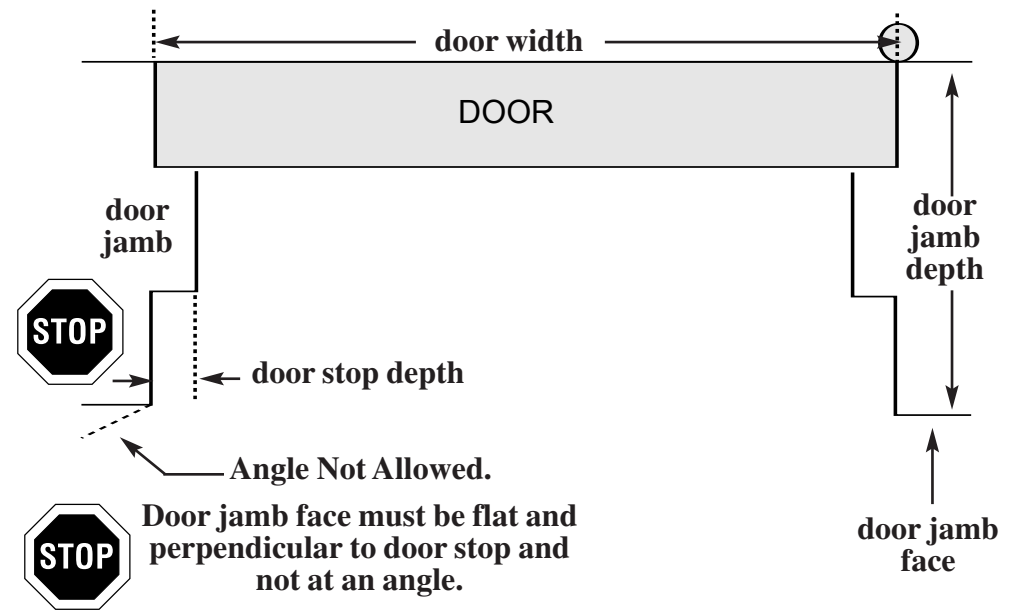 door width
DOOR
door
jamb
door
jamb
depth
STOP
door stop depth
Angle Not Allowed.
STOP
Door jamb face must be flat and
perpendicular to door stop and
not at an angle.
door jamb
face